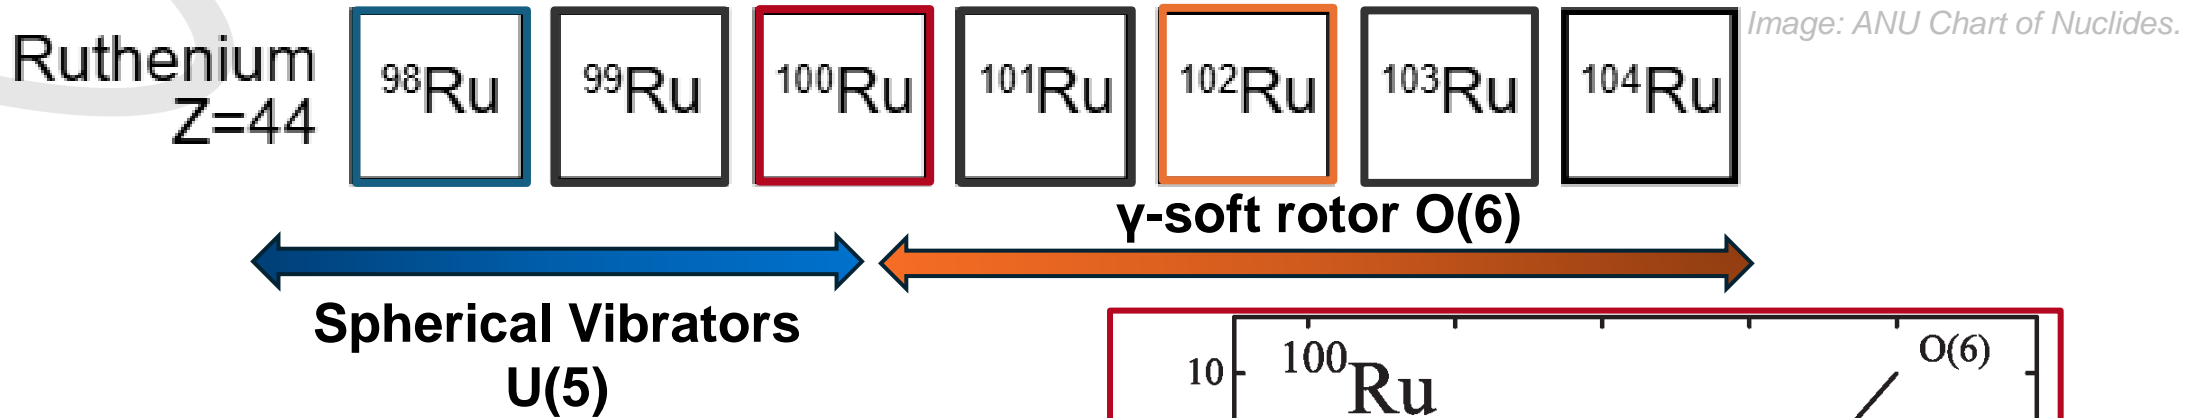 Image: ANU Chart of Nuclides.
Ruthenium
Z=44
⁹⁸Ru
⁹⁹Ru
¹⁰⁰Ru
¹⁰¹Ru
¹⁰²Ru
¹⁰³Ru
¹⁰⁴Ru
γ-soft rotor O(6)
Spherical Vibrators
U(5)
10
¹⁰⁰Ru
O(6)